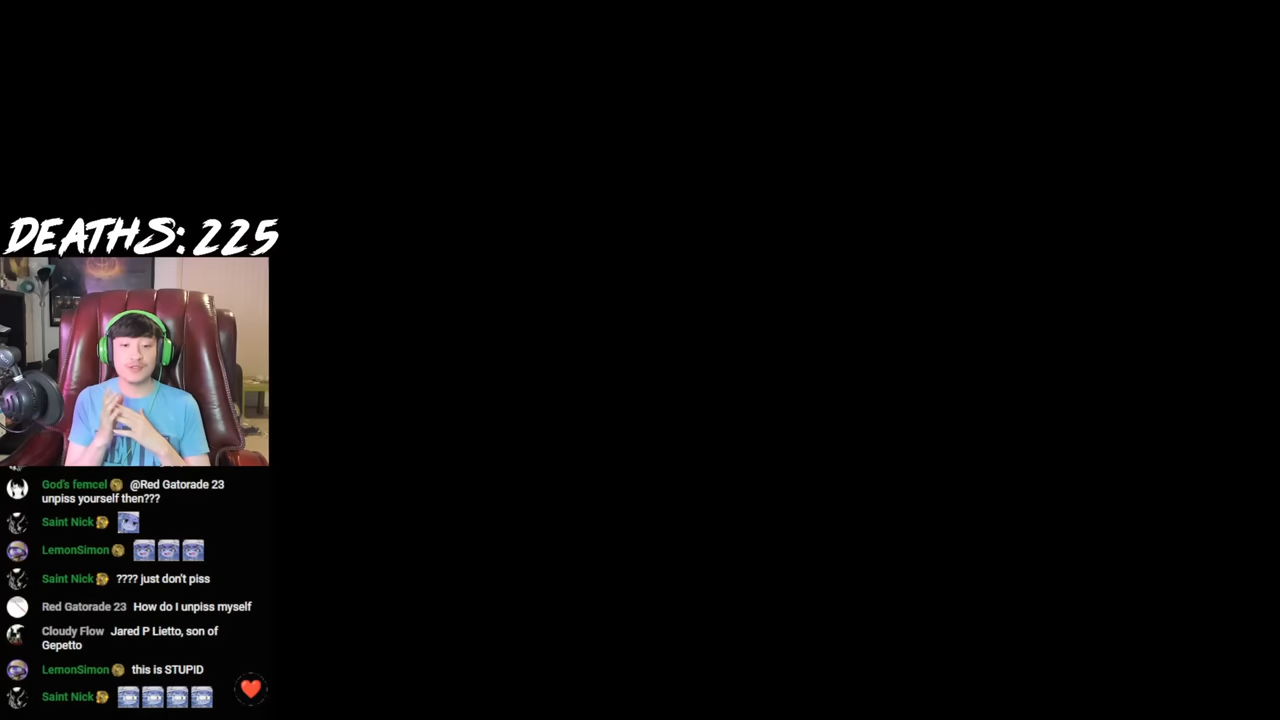 DEATHS: 225
God's femcel @Red Gatorade 23
unpiss yourself then???
Saint Nick
LemonSimon
Saint Nick ???? just don't piss
Red Gatorade 23 How do I unpiss myself
Cloudy Flow Jared P Lietto, son of
Gepetto
LemonSimon this is STUPID
Saint Nick